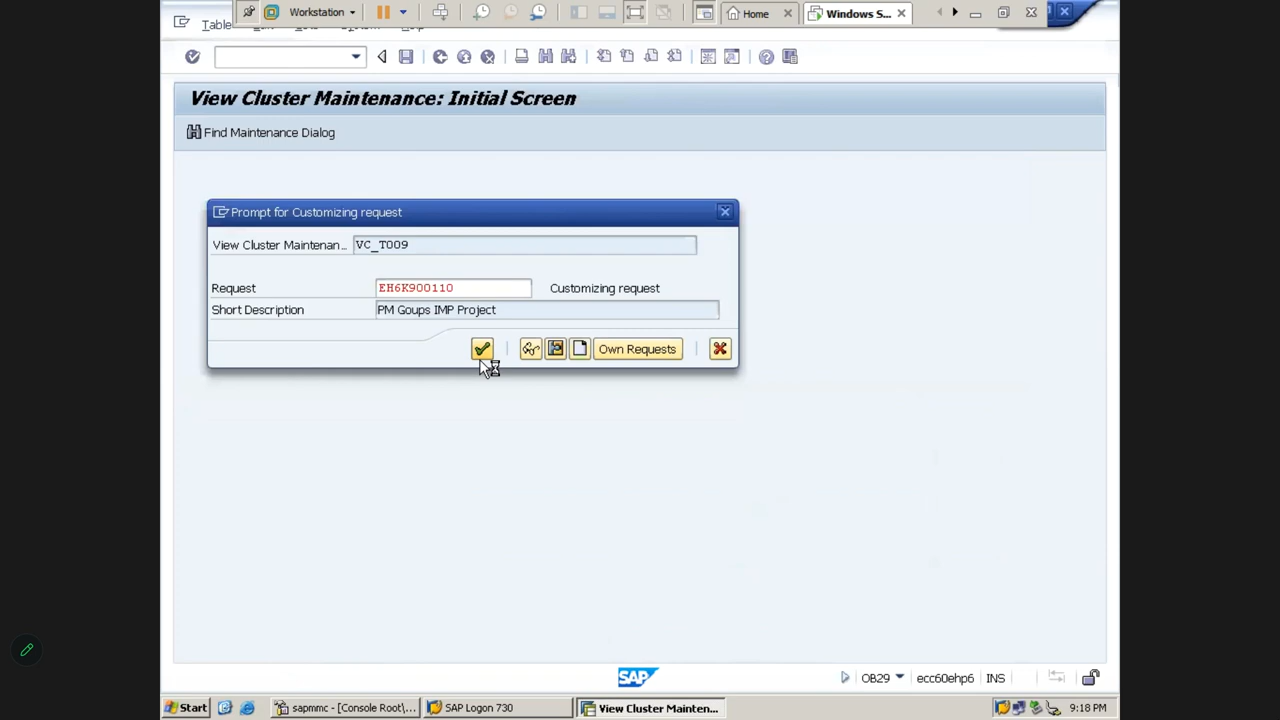 Workstation
Home
Windows S...
Table
View Cluster Maintenance: Initial Screen
Find Maintenance Dialog
Prompt for Customizing request
View Cluster Maintenan... VC_T009
Request EH6K900110 Customizing request
Short Description PM Goups IMP Project
Own Requests
SAP
OB29 ecc60ehp6 INS
Start sapmmc - [Console Root\... SAP Logon 730 View Cluster Mainten... 9:18 PM